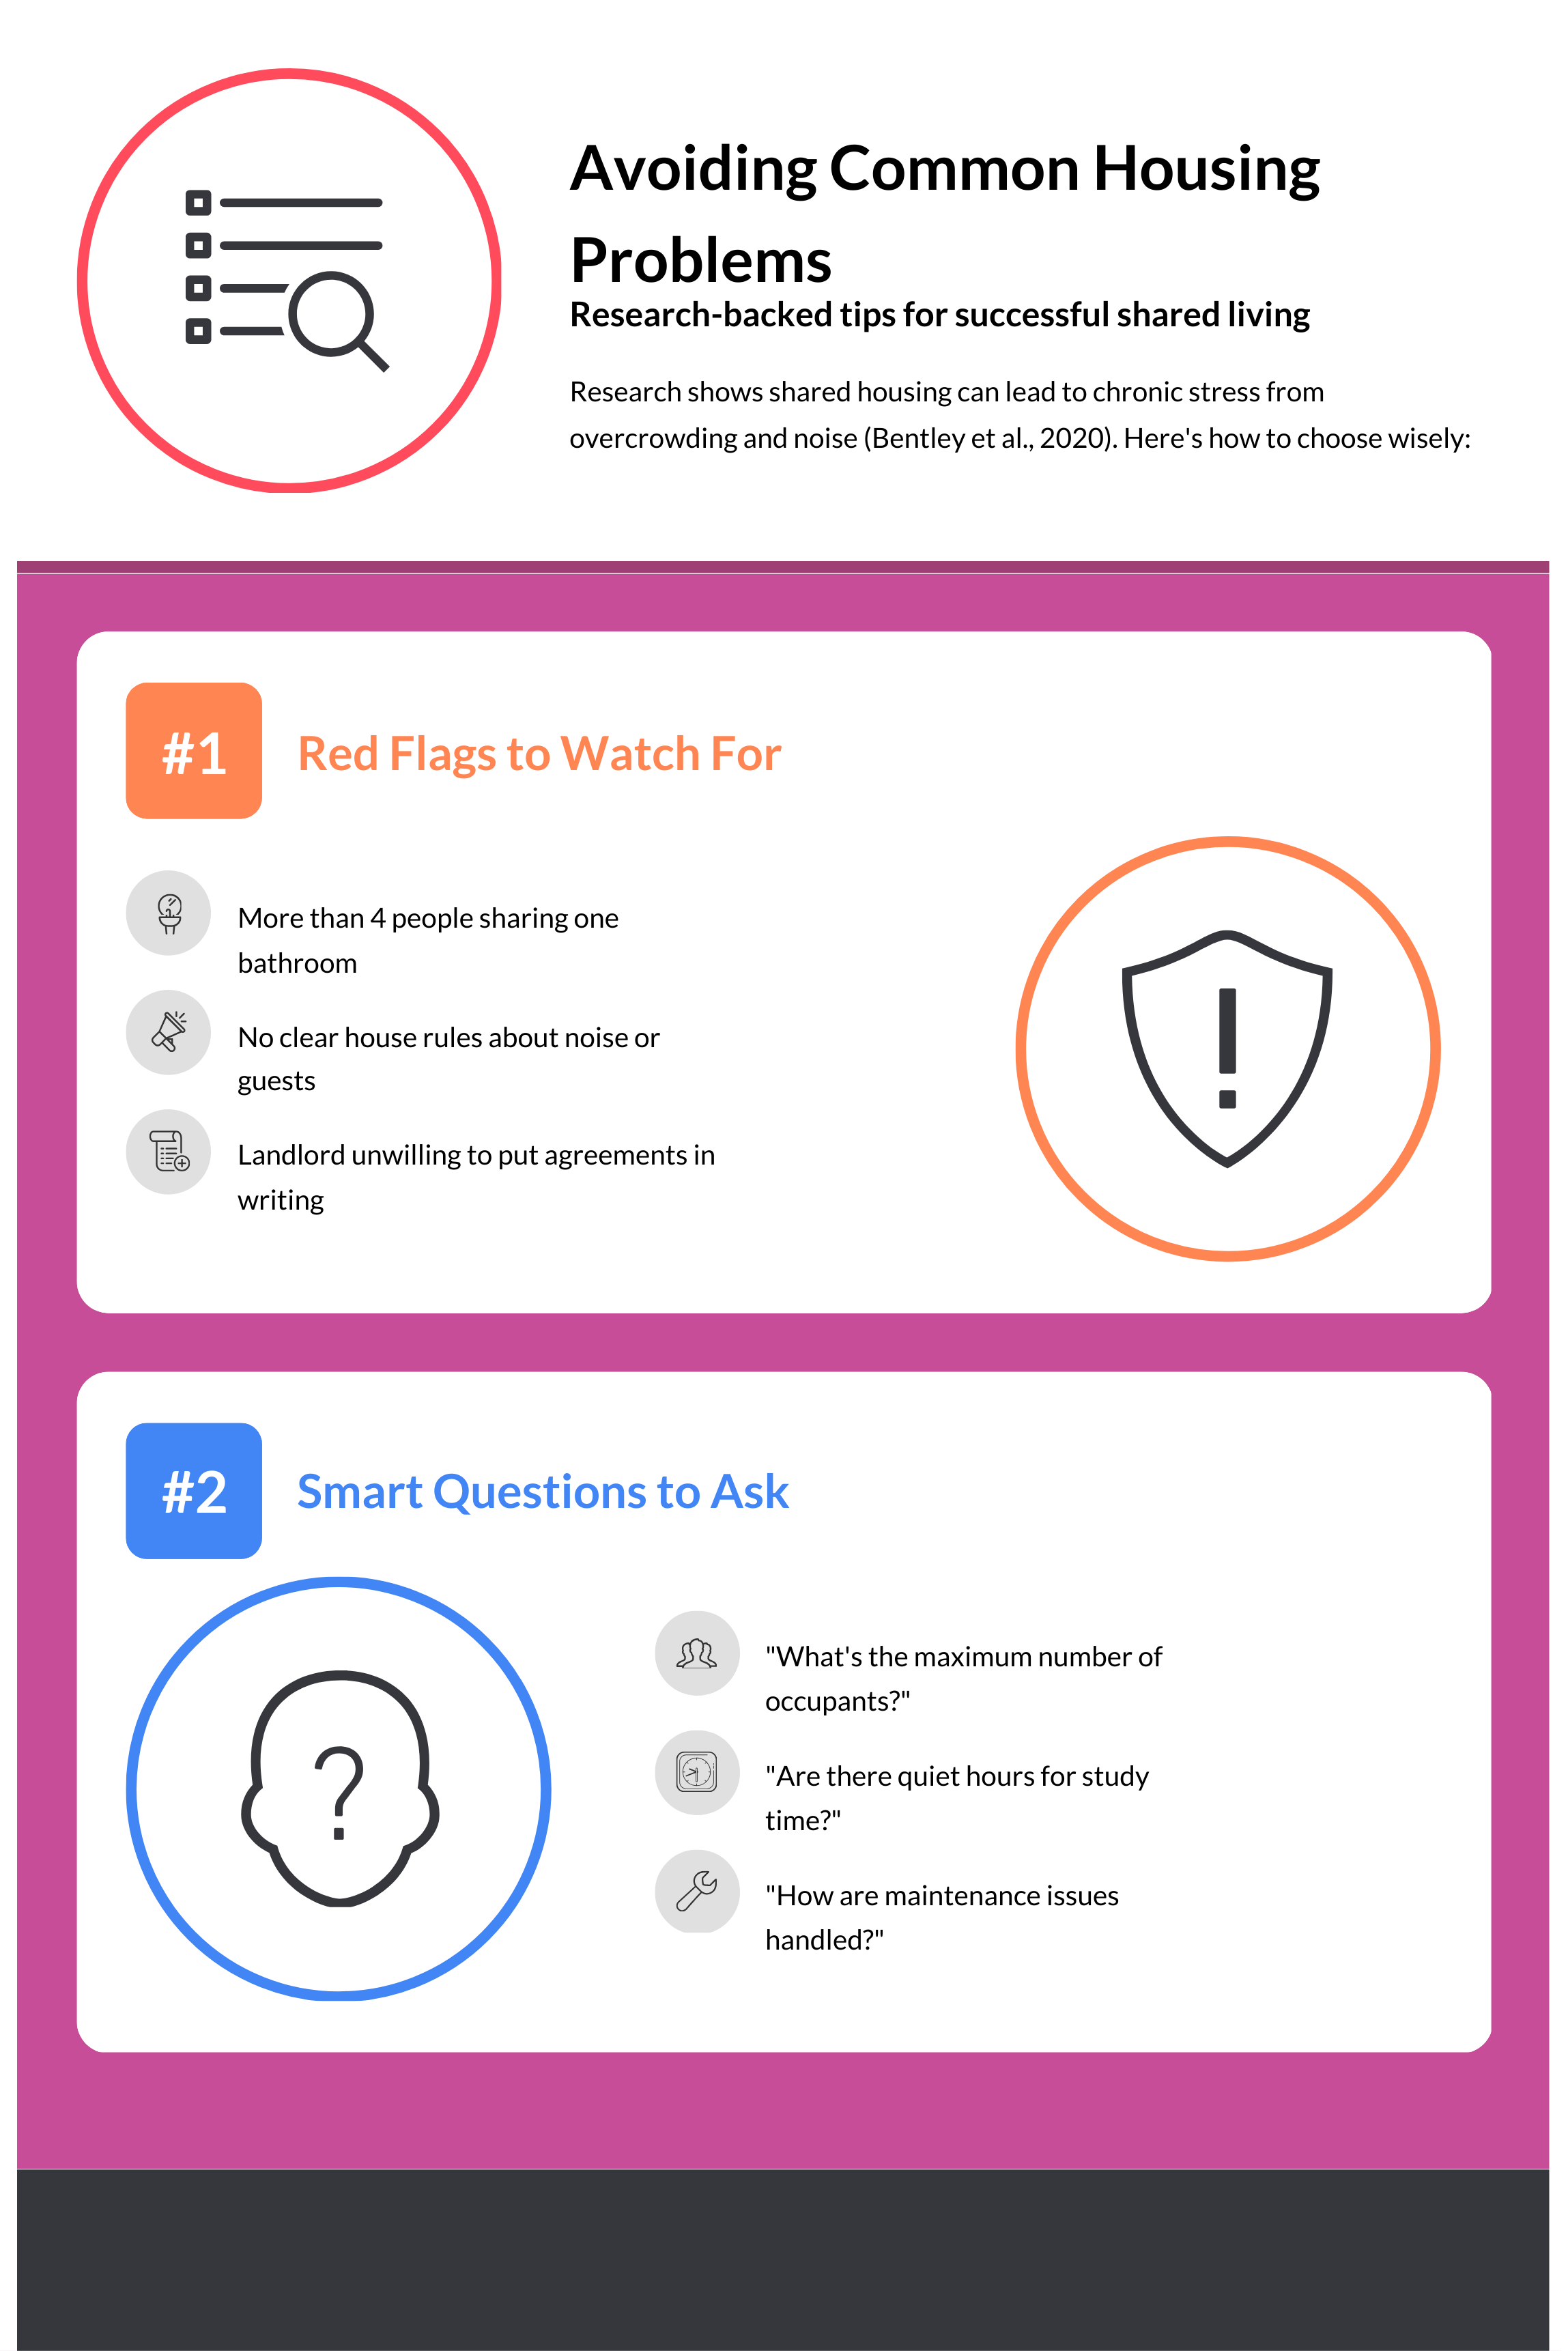 Avoiding Common Housing
Problems
Research-backed tips for successful shared living
Research shows shared housing can lead to chronic stress from
overcrowding and noise (Bentley et al., 2020). Here's how to choose wisely:
#1
Red Flags to Watch For
More than 4 people sharing one
bathroom
No clear house rules about noise or
guests
Landlord unwilling to put agreements in
writing
#2
Smart Questions to Ask
"What's the maximum number of
occupants?"
"Are there quiet hours for study
time?"
"How are maintenance issues
handled?"